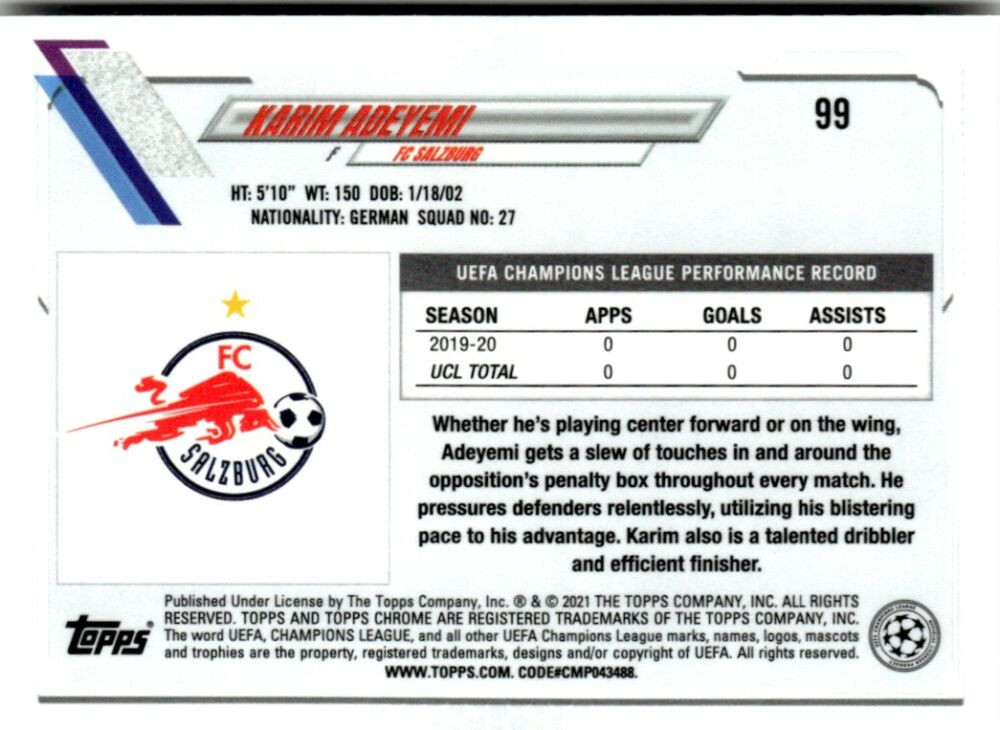 KARIM ADEYEMI
99
F FC SALZBURG
HT: 5'10" WT: 150 DOB: 1/18/02
NATIONALITY: GERMAN SQUAD NO: 27
UEFA CHAMPIONS LEAGUE PERFORMANCE RECORD
SEASON APPS GOALS ASSISTS
2019-20 0 0 0
UCL TOTAL 0 0 0
FC
SALZBURG
Whether he's playing center forward or on the wing,
Adeyemi gets a slew of touches in and around the
opposition's penalty box throughout every match. He
pressures defenders relentlessly, utilizing his blistering
pace to his advantage. Karim also is a talented dribbler
and efficient finisher.
topps
Published Under License by The Topps Company, Inc. ® & © 2021 THE TOPPS COMPANY, INC. ALL RIGHTS
RESERVED. TOPPS AND TOPPS CHROME ARE REGISTERED TRADEMARKS OF THE TOPPS COMPANY, INC.
The word UEFA, CHAMPIONS LEAGUE, and all other UEFA Champions League marks, names, logos, mascots
and trophies are the property, registered trademarks, designs and/or copyright of UEFA. All rights reserved.
WWW.TOPPS.COM. CODE#CMP043488.